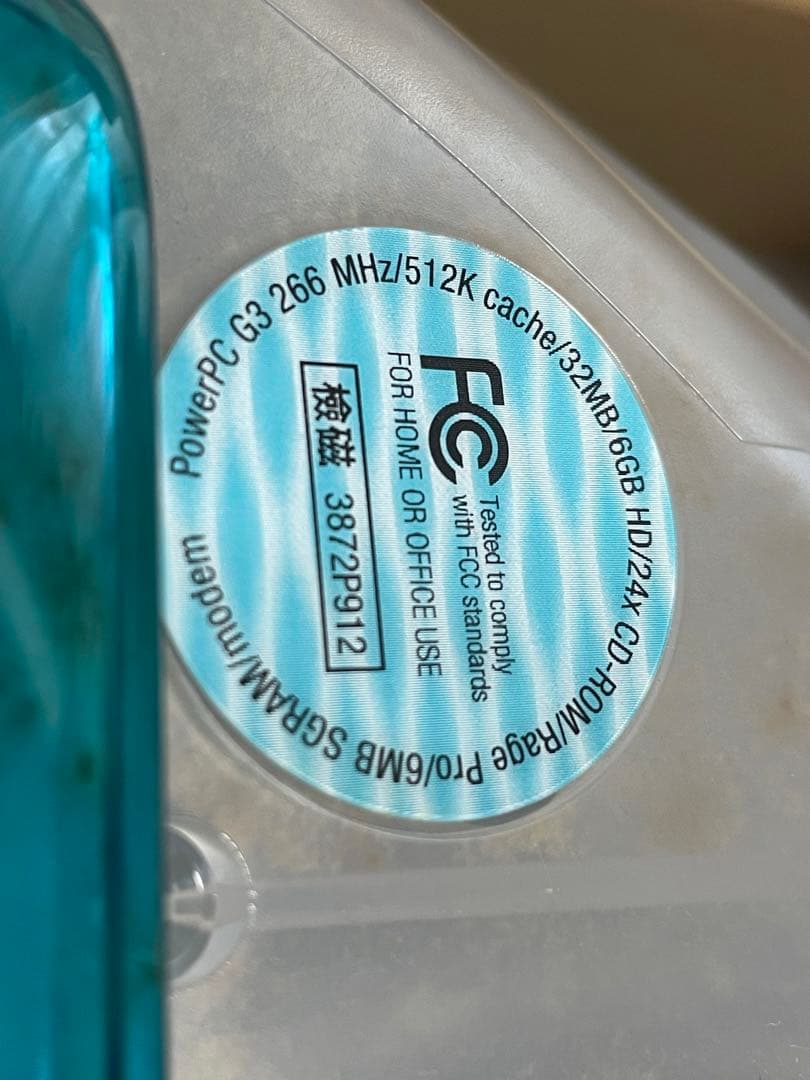 PowerPC G3 266 MHz/512K cache/32MB/6GB HD/24x CD-ROM/Rage Pro/6MB SGRAM/modem
FC
Tested to comply
with FCC standards
FOR HOME OR OFFICE USE
檢磁 3872P912